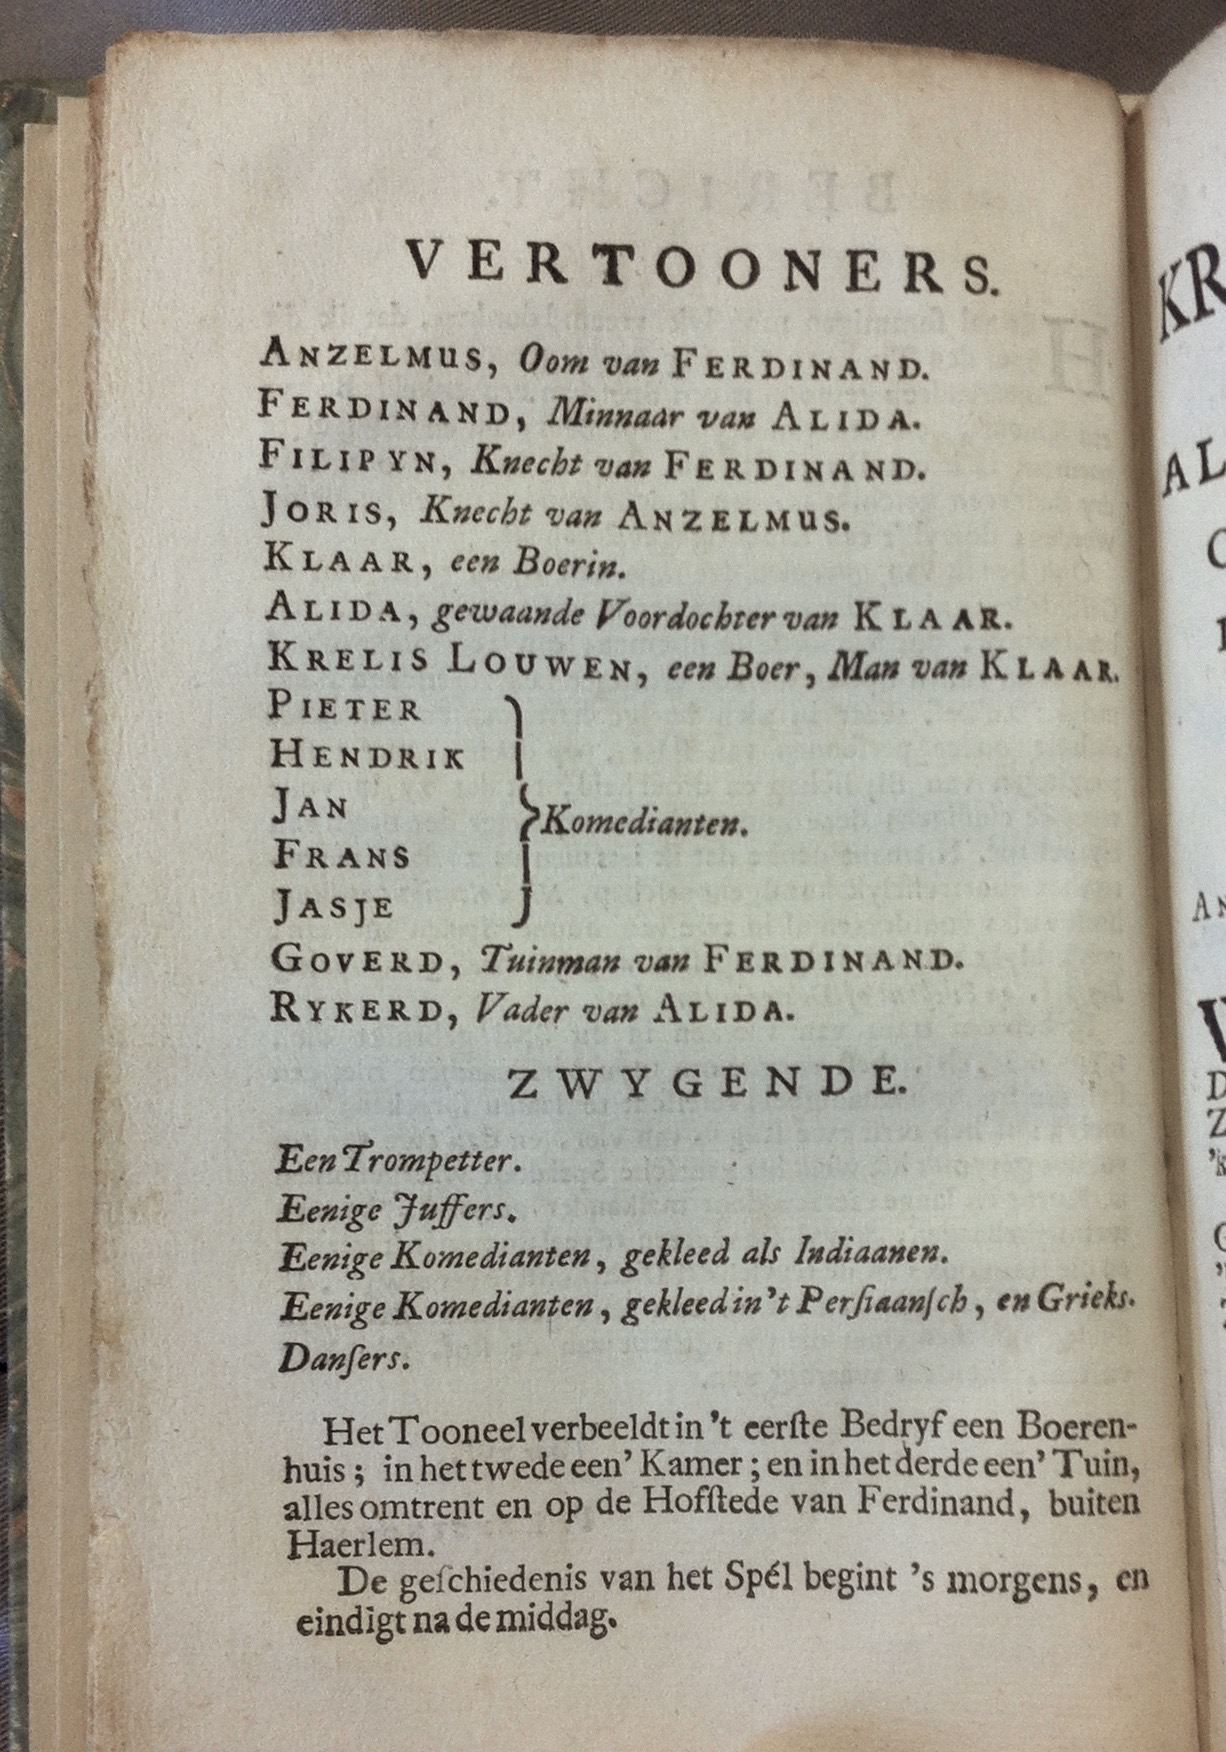 VERTOONERS.
ANZELMUS, Oom van FERDINAND.
FERDINAND, Minnaar van ALIDA.
FILIPYN, Knecht van FERDINAND.
JORIS, Knecht van ANZELMUS.
KLAAR, een Boerin.
ALIDA, gewaande Voordochter van KLAAR.
KRELIS LOUWEN, een Boer, Man van KLAAR.
PIETER
HENDRIK
JAN
FRANS
JASJE
Komedianten.
GOVERD, Tuinman van FERDINAND.
RYKERD, Vader van ALIDA.
ZWYGENDE.
Een Trompetter.
Eenige Juffers.
Eenige Komedianten, gekleed als Indiaanen.
Eenige Komedianten, gekleed in 't Perſiaanſch, en Grieks.
Danſers.
Het Tooneel verbeeldt in 't eerſte Bedryf een Boeren-
huis; in het twede een' Kamer; en in het derde een' Tuin,
alles omtrent en op de Hofſtede van Ferdinand, buiten
Haerlem.
De geſchiedenis van het Spél begint 's morgens, en
eindigt na de middag.